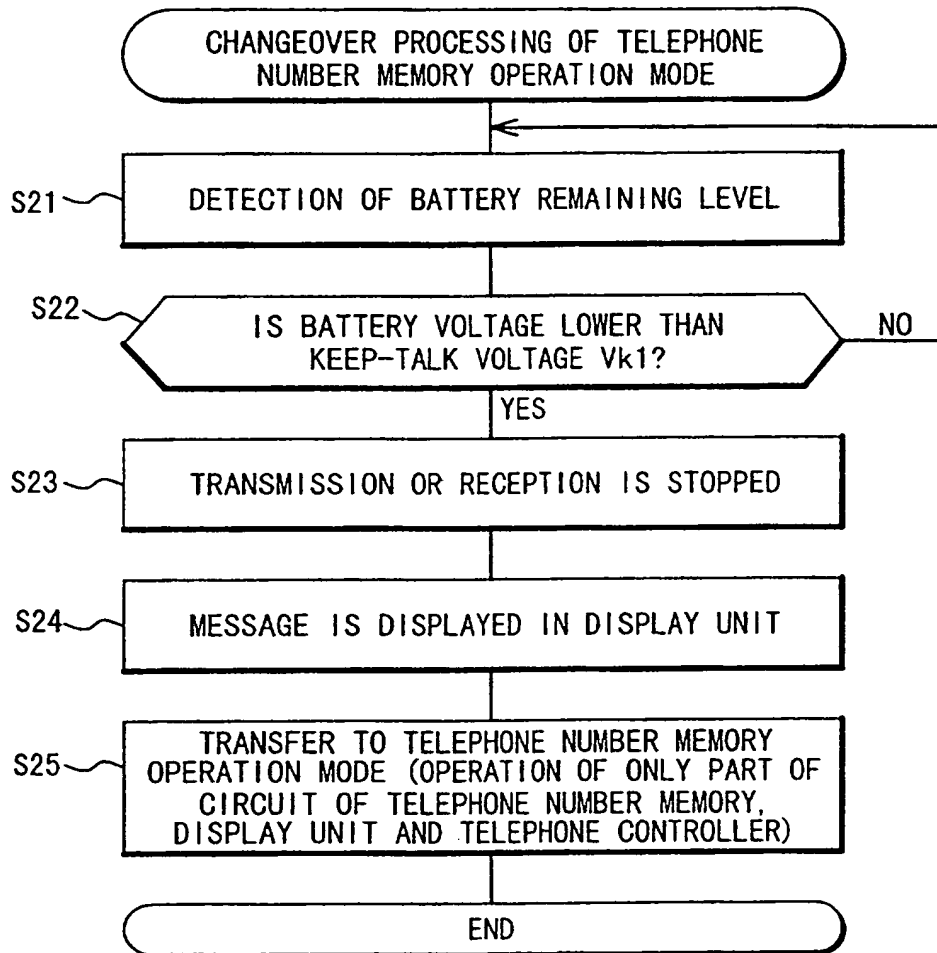 CHANGEOVER PROCESSING OF TELEPHONE
NUMBER MEMORY OPERATION MODE
S21
DETECTION OF BATTERY REMAINING LEVEL
S22
IS BATTERY VOLTAGE LOWER THAN
KEEP-TALK VOLTAGE Vk1?
NO
YES
S23
TRANSMISSION OR RECEPTION IS STOPPED
S24
MESSAGE IS DISPLAYED IN DISPLAY UNIT
S25
TRANSFER TO TELEPHONE NUMBER MEMORY
OPERATION MODE (OPERATION OF ONLY PART OF
CIRCUIT OF TELEPHONE NUMBER MEMORY,
DISPLAY UNIT AND TELEPHONE CONTROLLER)
END